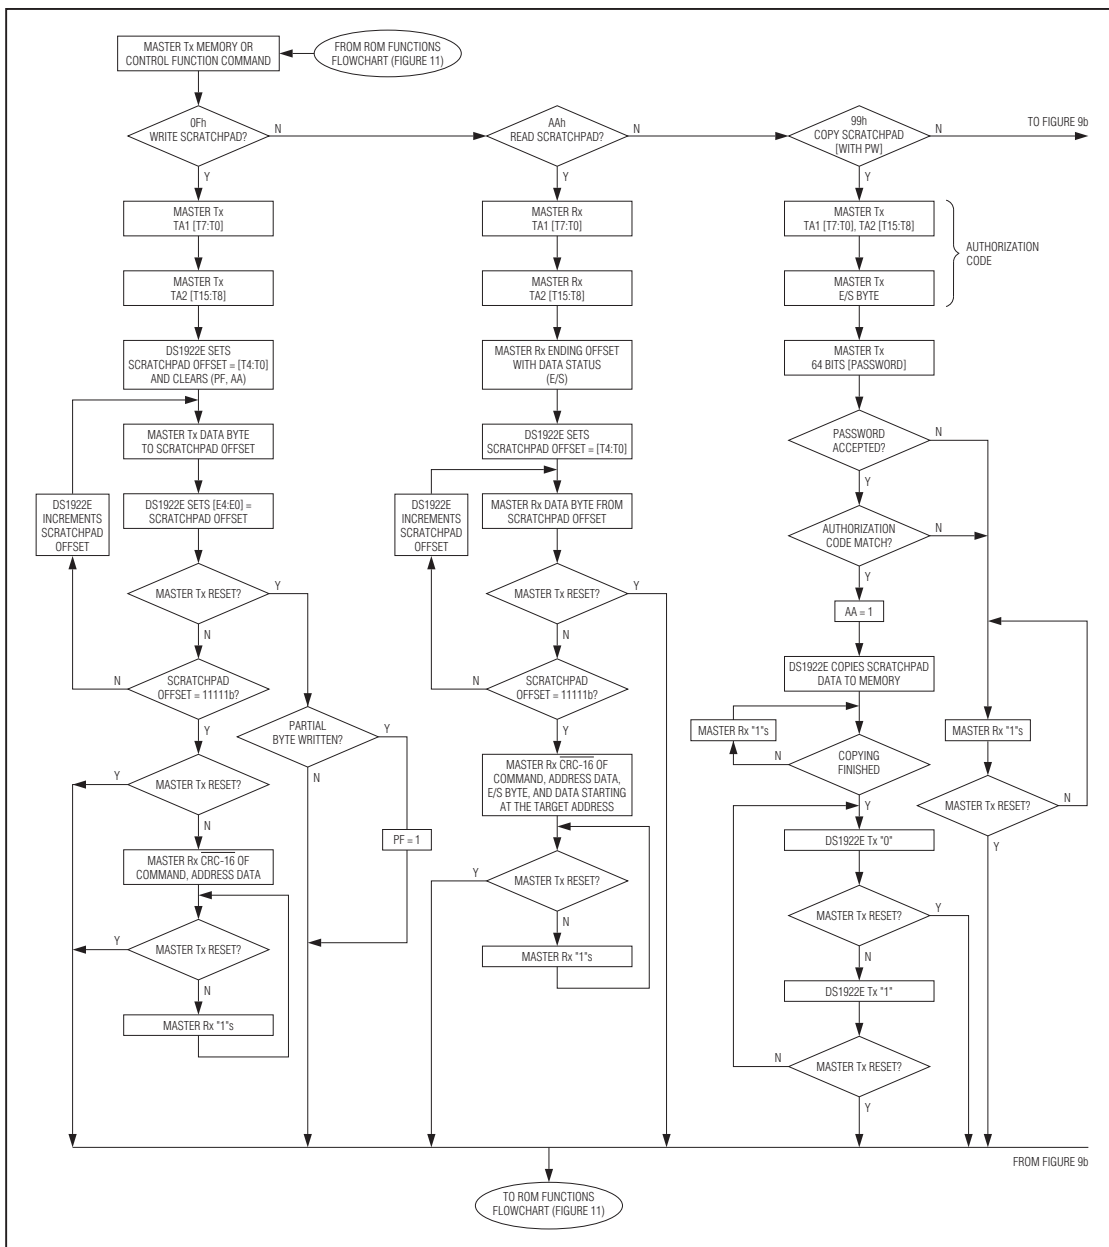 MASTER Tx MEMORY OR
CONTROL FUNCTION COMMAND
FROM ROM FUNCTIONS
FLOWCHART (FIGURE 11)
0Fh
WRITE SCRATCHPAD?
N
Y
AAh
READ SCRATCHPAD?
N
Y
99h
COPY SCRATCHPAD
[WITH PW]
N
Y
TO FIGURE 9b
MASTER Tx
TA1 [T7:T0]
MASTER Tx
TA2 [T15:T8]
DS1922E SETS
SCRATCHPAD OFFSET = [T4:T0]
AND CLEARS (PF, AA)
MASTER Tx DATA BYTE
TO SCRATCHPAD OFFSET
DS1922E
INCREMENTS
SCRATCHPAD
OFFSET
DS1922E SETS [E4:E0] =
SCRATCHPAD OFFSET
MASTER Tx RESET?
Y
N
SCRATCHPAD
OFFSET = 11111b?
N
Y
PARTIAL
BYTE WRITTEN?
Y
N
PF = 1
MASTER Tx RESET?
Y
N
MASTER Rx CRC-16 OF
COMMAND, ADDRESS DATA
MASTER Tx RESET?
Y
N
MASTER Rx "1"s
MASTER Rx
TA1 [T7:T0]
MASTER Rx
TA2 [T15:T8]
MASTER Rx ENDING OFFSET
WITH DATA STATUS
(E/S)
DS1922E SETS
SCRATCHPAD OFFSET = [T4:T0]
DS1922E
INCREMENTS
SCRATCHPAD
OFFSET
MASTER Rx DATA BYTE FROM
SCRATCHPAD OFFSET
MASTER Tx RESET?
Y
N
SCRATCHPAD
OFFSET = 11111b?
N
Y
MASTER Rx CRC-16 OF
COMMAND, ADDRESS DATA,
E/S BYTE, AND DATA STARTING
AT THE TARGET ADDRESS
MASTER Tx RESET?
Y
N
MASTER Rx "1"s
MASTER Tx
TA1 [T7:T0], TA2 [T15:T8]
MASTER Tx
E/S BYTE
AUTHORIZATION
CODE
MASTER Tx
64 BITS [PASSWORD]
PASSWORD
ACCEPTED?
N
Y
AUTHORIZATION
CODE MATCH?
N
Y
AA = 1
DS1922E COPIES SCRATCHPAD
DATA TO MEMORY
MASTER Rx "1"s
COPYING
FINISHED
N
Y
DS1922E Tx "0"
MASTER Tx RESET?
Y
N
DS1922E Tx "1"
MASTER Tx RESET?
N
Y
MASTER Rx "1"s
MASTER Tx RESET?
N
Y
FROM FIGURE 9b
TO ROM FUNCTIONS
FLOWCHART (FIGURE 11)